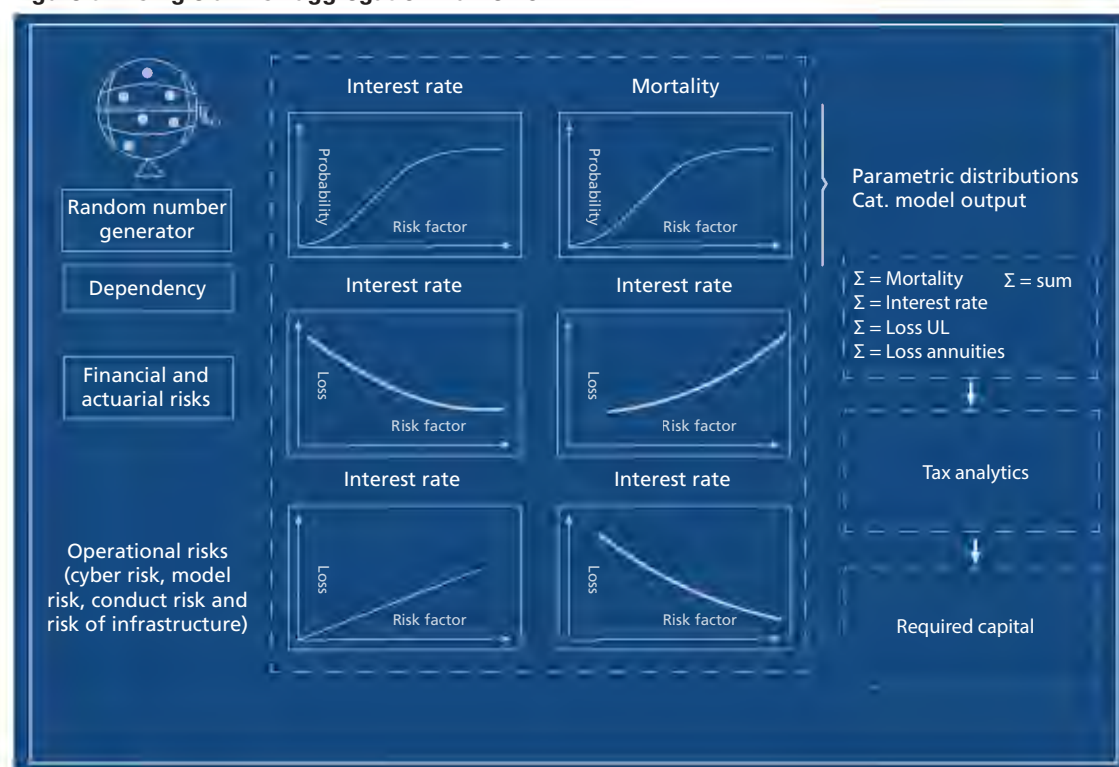 Interest rate
Mortality
Probability
Risk factor
Probability
Risk factor
Parametric distributions
Cat. model output
Random number
generator
Dependency
Interest rate
Interest rate
Σ = Mortality
Σ = sum
Σ = Interest rate
Σ = Loss UL
Σ = Loss annuities
Financial and
actuarial risks
Loss
Risk factor
Loss
Risk factor
Tax analytics
Interest rate
Interest rate
Operational risks
(cyber risk, model
risk, conduct risk and
risk of infrastructure)
Loss
Risk factor
Loss
Risk factor
Required capital